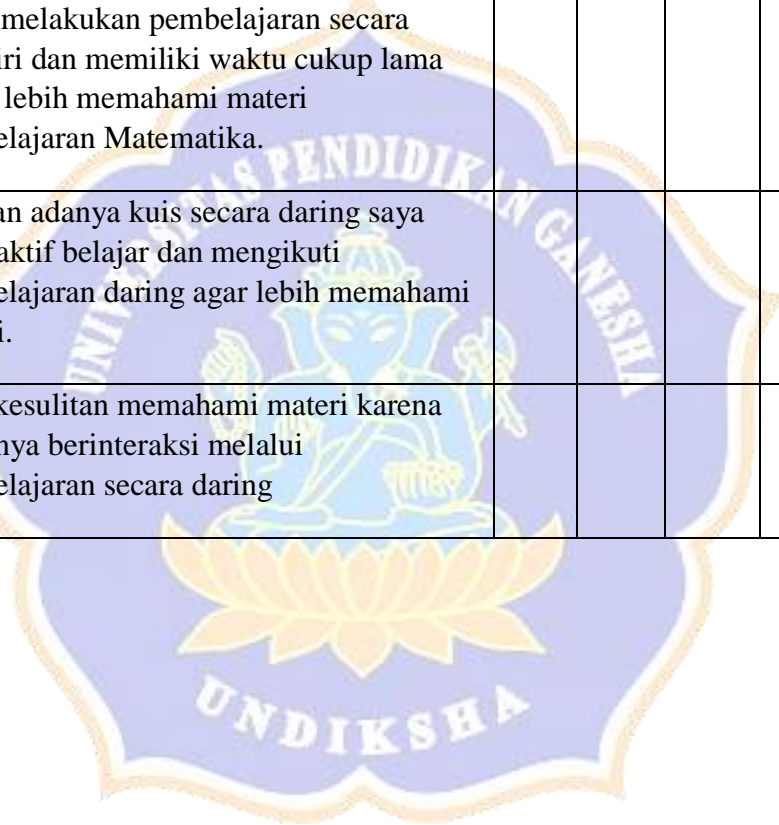 melakukan pembelajaran secara
iri dan memiliki waktu cukup lama
lebih memahami materi
elajaran Matematika.
an adanya kuis secara daring saya
aktif belajar dan mengikuti
elajaran daring agar lebih memahami
i.
kesulitan memahami materi karena
nya berinteraksi melalui
elajaran secara daring
UNIVERSITAS PENDIDIKAN GANESHA
UNDIKSHA